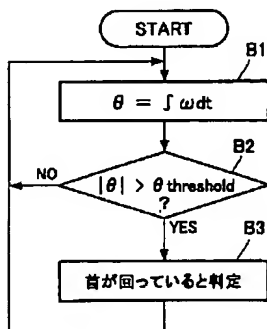 START
B1
θ = ∫ωdt
B2
NO
|θ| > θ threshold
?
YES
B3
首が回っていると判定